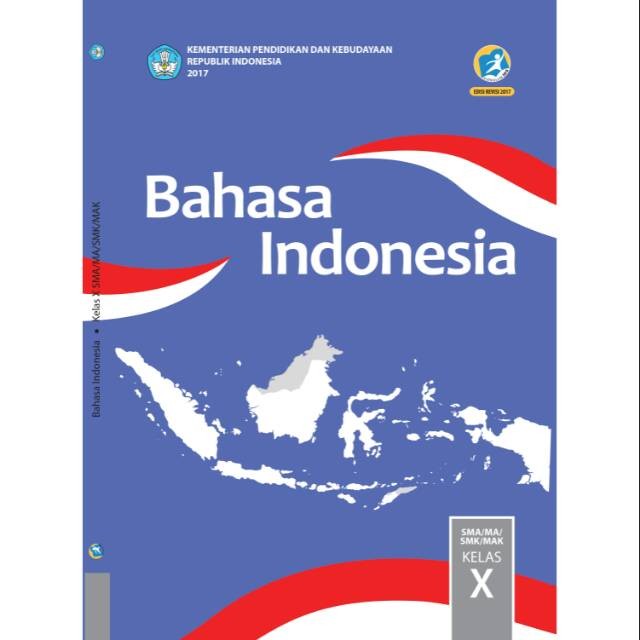 KEMENTERIAN PENDIDIKAN DAN KEBUDAYAAN
REPUBLIK INDONESIA
2017
EDISI REVISI 2017
Bahasa
Indonesia
Bahasa Indonesia • Kelas X SMA/MA/SMK/MAK
SMA/MA/
SMK/MAK
KELAS
X